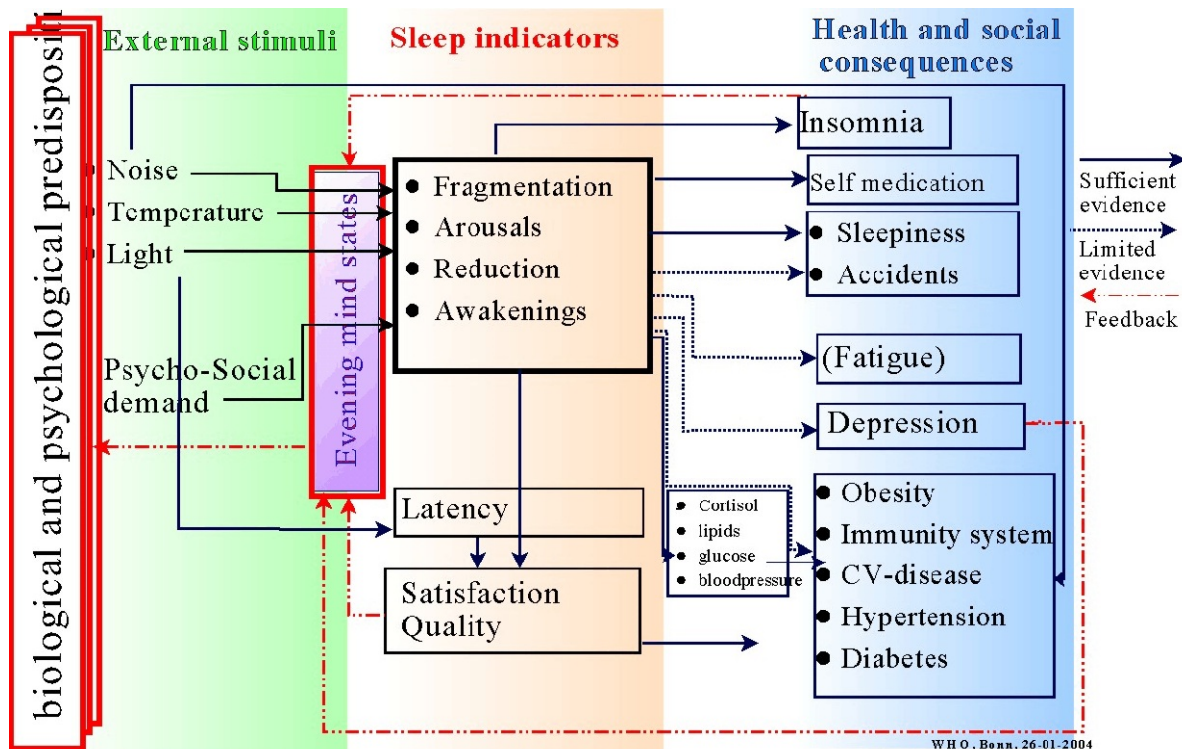 biological and psychological predispositi
External stimuli
Sleep indicators
Health and social
consequences
Noise
Temperature
Light
Psycho-Social
demand
Evening mind states
• Fragmentation
• Arousals
• Reduction
• Awakenings
Latency
Satisfaction
Quality
• Cortisol
• lipids
• glucose
• bloodpressure
Insomnia
Self medication
• Sleepiness
• Accidents
(Fatigue)
Depression
• Obesity
• Immunity system
• CV-disease
• Hypertension
• Diabetes
Sufficient
evidence
Limited
evidence
Feedback
WHO, Bonn, 26-01-2004